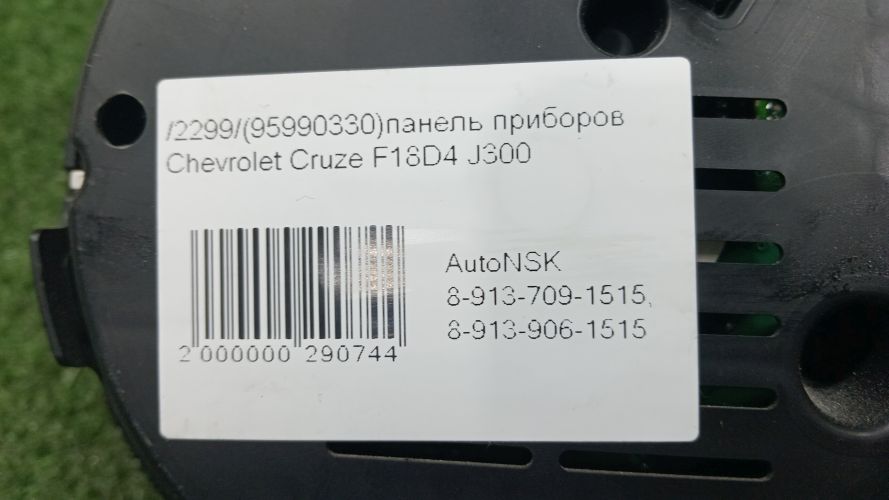 /2299/(95990330)панель приборов
Chevrolet Cruze F18D4 J300
AutoNSK
8-913-709-1515,
8-913-906-1515
2 000000 290744